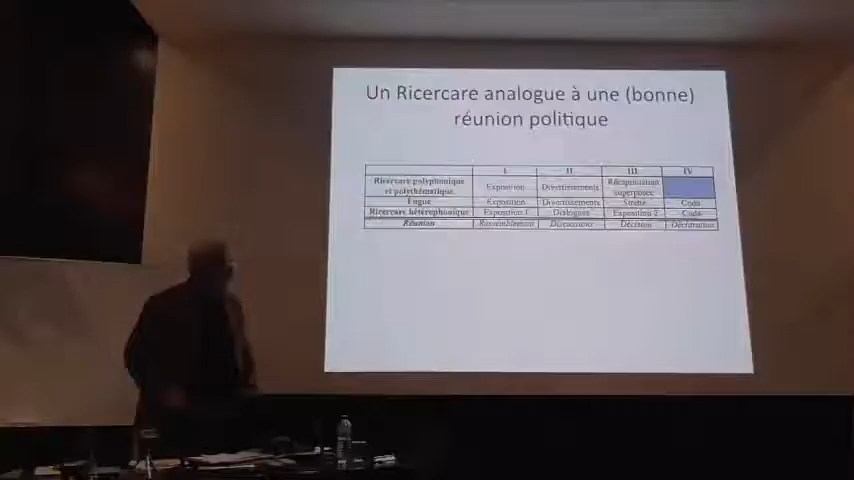 Un Ricercare analogue à une (bonne)
réunion politique
I II III IV
Ricercare polyphonique et polythématique Exposition Divertissements Récapitulation superposée
Fugue Exposition Divertissements Strette Coda
Ricercare hétérophonique Exposition 1 Dialogues Exposition 2 Coda
Réunion Rassemblement Discussions Décision Déclaration